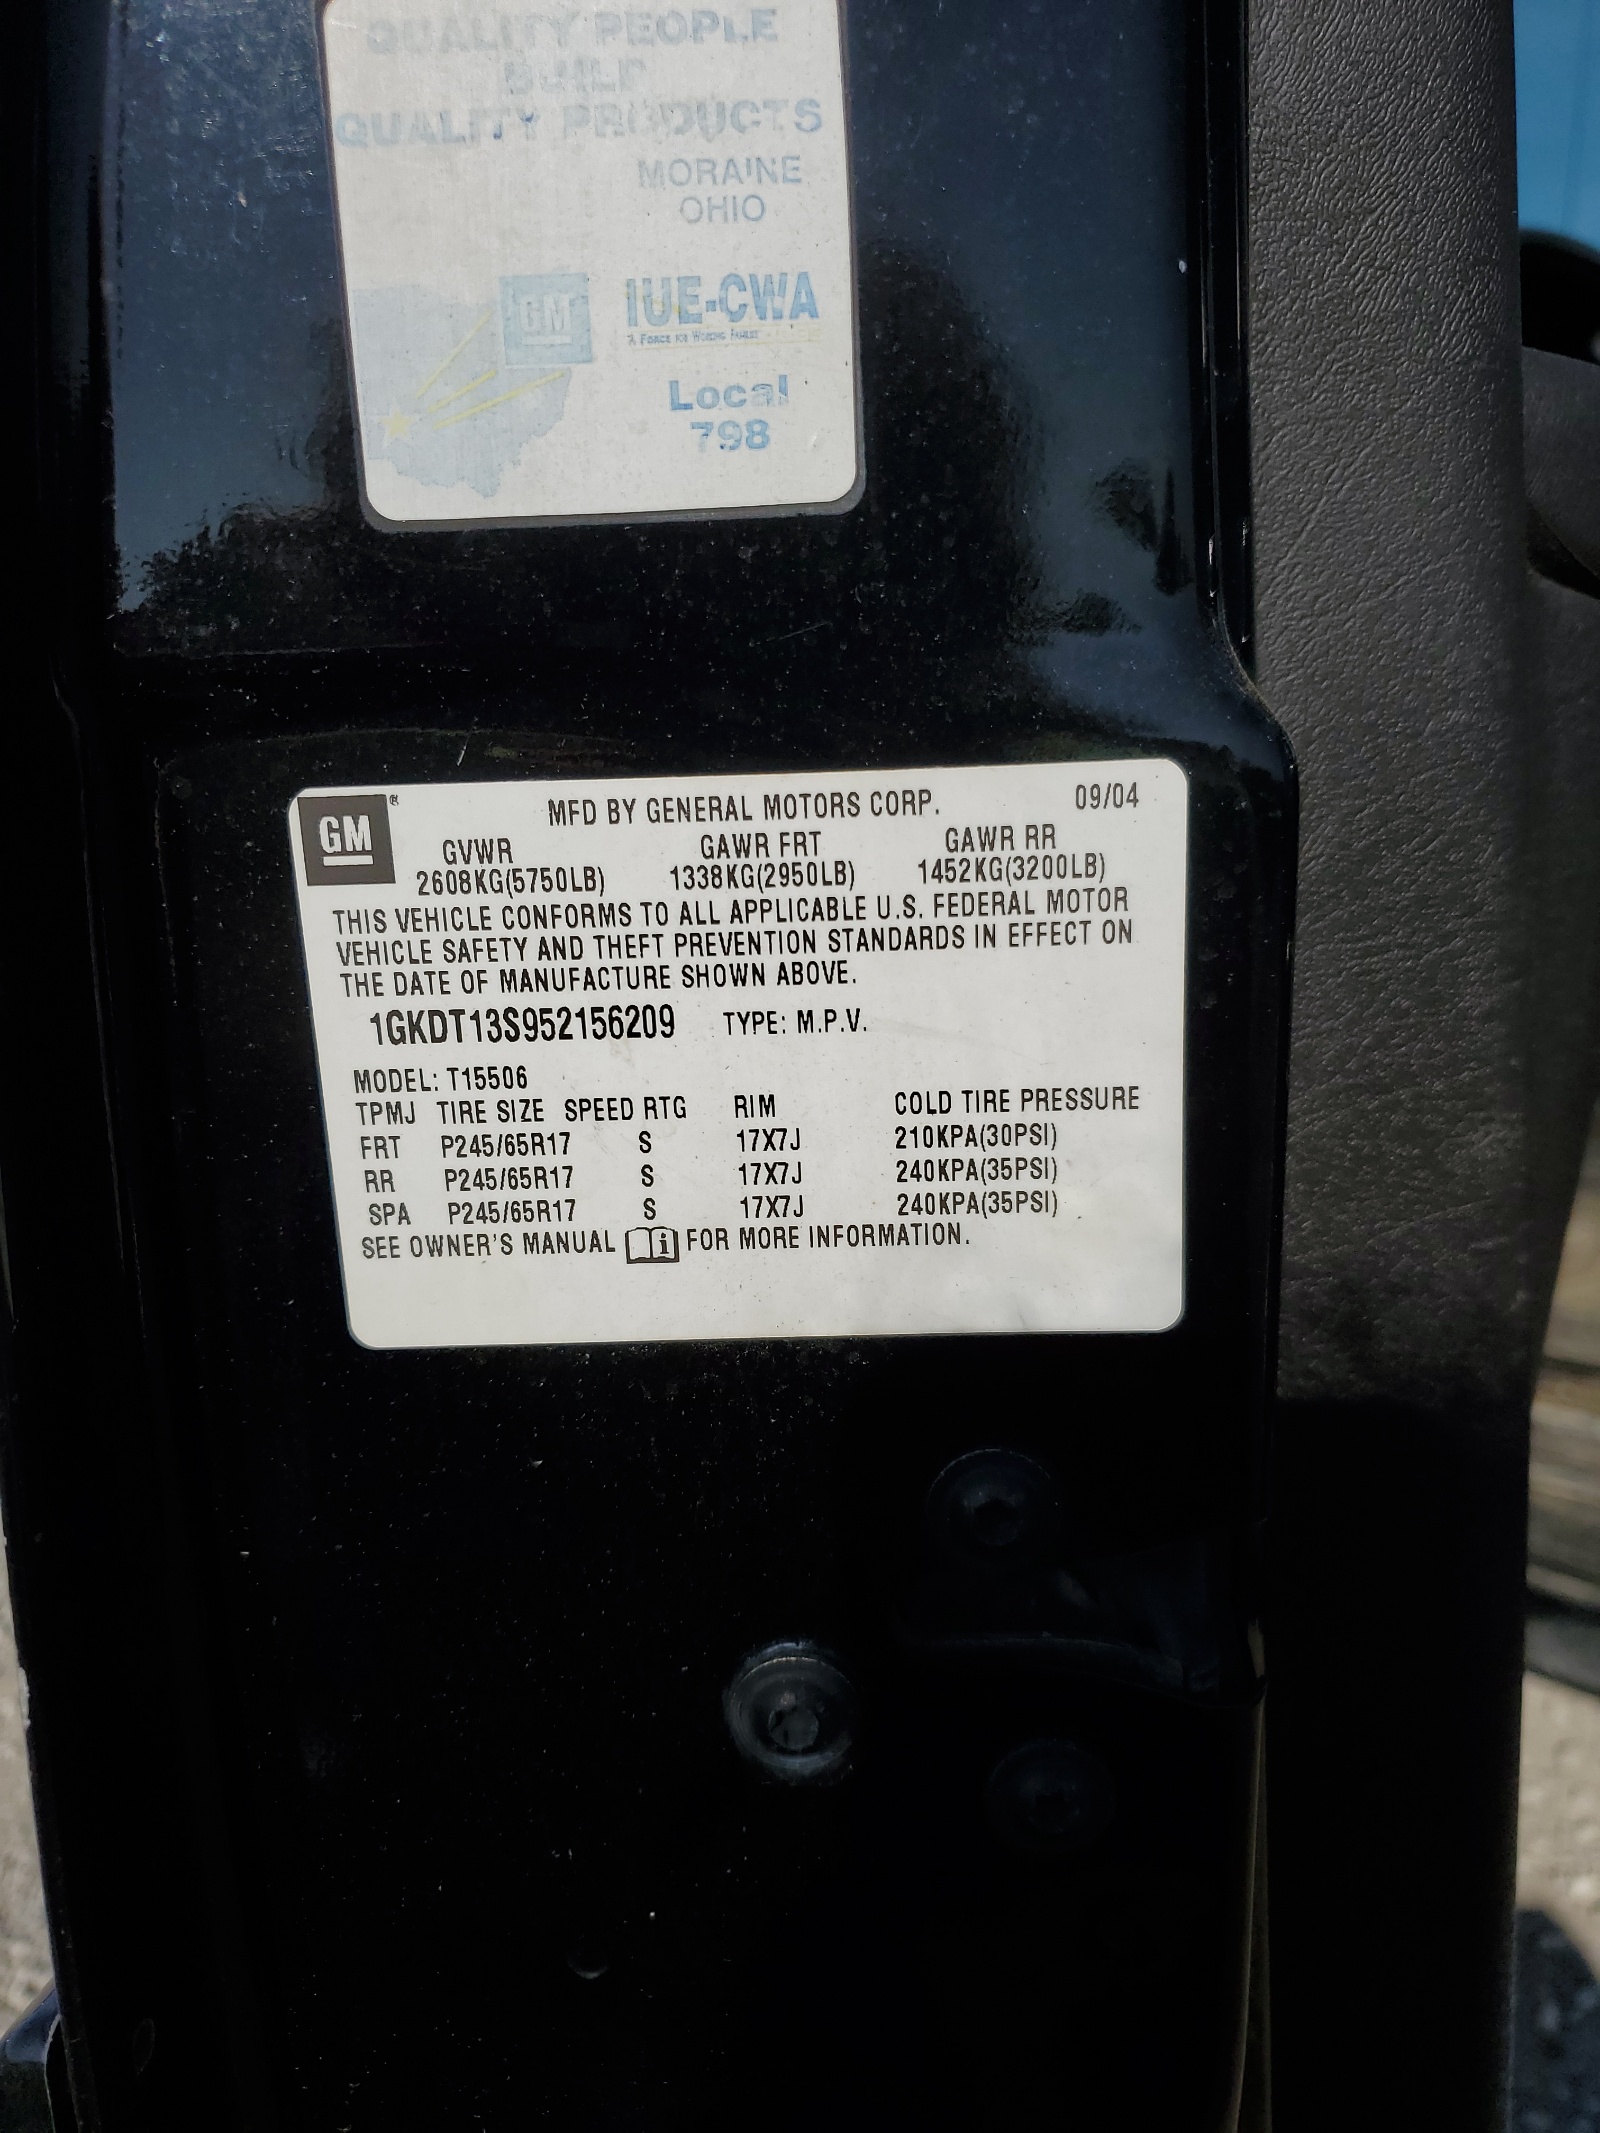 QUALITY PEOPLE
BUILD
QUALITY PRODUCTS
MORAINE
OHIO
GM
IUE-CWA
A Force for Working Families
Local
798
GM®
MFD BY GENERAL MOTORS CORP. 09/04
GVWR GAWR FRT GAWR RR
2608KG(5750LB) 1338KG(2950LB) 1452KG(3200LB)
THIS VEHICLE CONFORMS TO ALL APPLICABLE U.S. FEDERAL MOTOR
VEHICLE SAFETY AND THEFT PREVENTION STANDARDS IN EFFECT ON
THE DATE OF MANUFACTURE SHOWN ABOVE.
1GKDT13S952156209 TYPE: M.P.V.
MODEL: T15506
TPMJ TIRE SIZE SPEED RTG RIM COLD TIRE PRESSURE
FRT P245/65R17 S 17X7J 210KPA(30PSI)
RR P245/65R17 S 17X7J 240KPA(35PSI)
SPA P245/65R17 S 17X7J 240KPA(35PSI)
SEE OWNER'S MANUAL i FOR MORE INFORMATION.